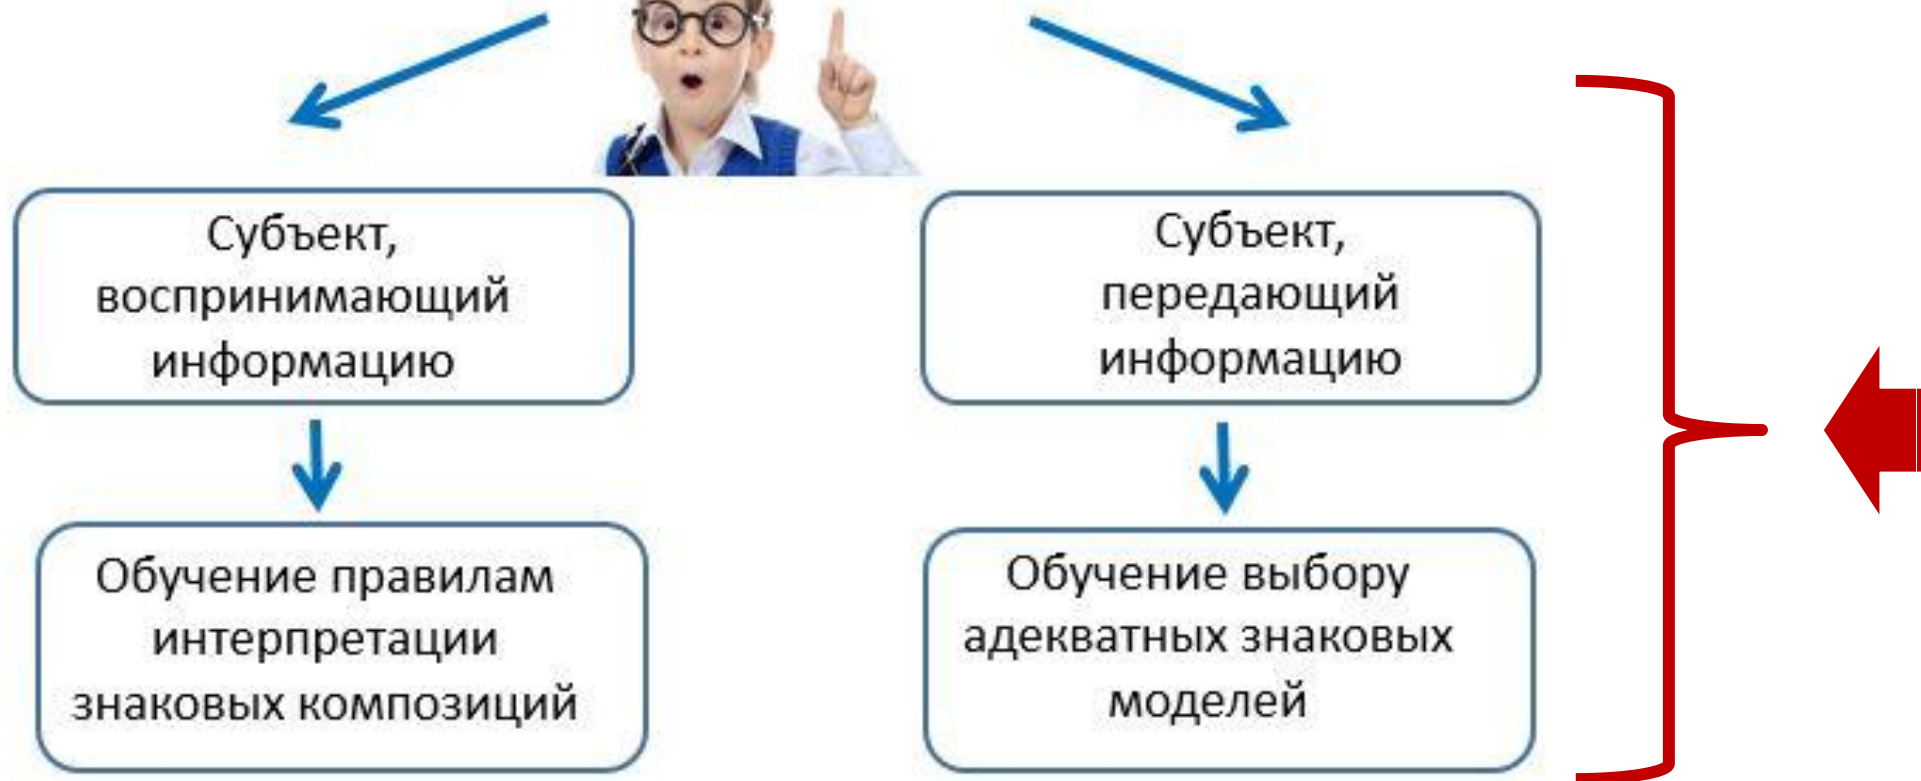 Субъект,
воспринимающий
информацию
Субъект,
передающий
информацию
Обучение правилам
интерпретации
знаковых композиций
Обучение выбору
адекватных знаковых
моделей